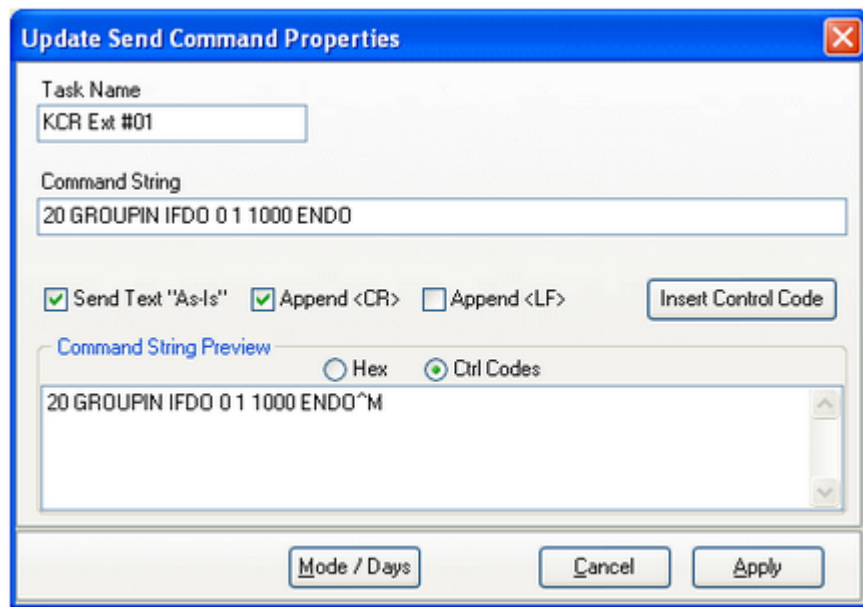 Update Send Command Properties
Task Name
KCR Ext #01
Command String
20 GROUPIN IFDO 0 1 1000 ENDO
Send Text "As-Is" Append <CR> Append <LF> Insert Control Code
Command String Preview
Hex Ctrl Codes
20 GROUPIN IFDO 0 1 1000 ENDO^M
Mode / Days Cancel Apply